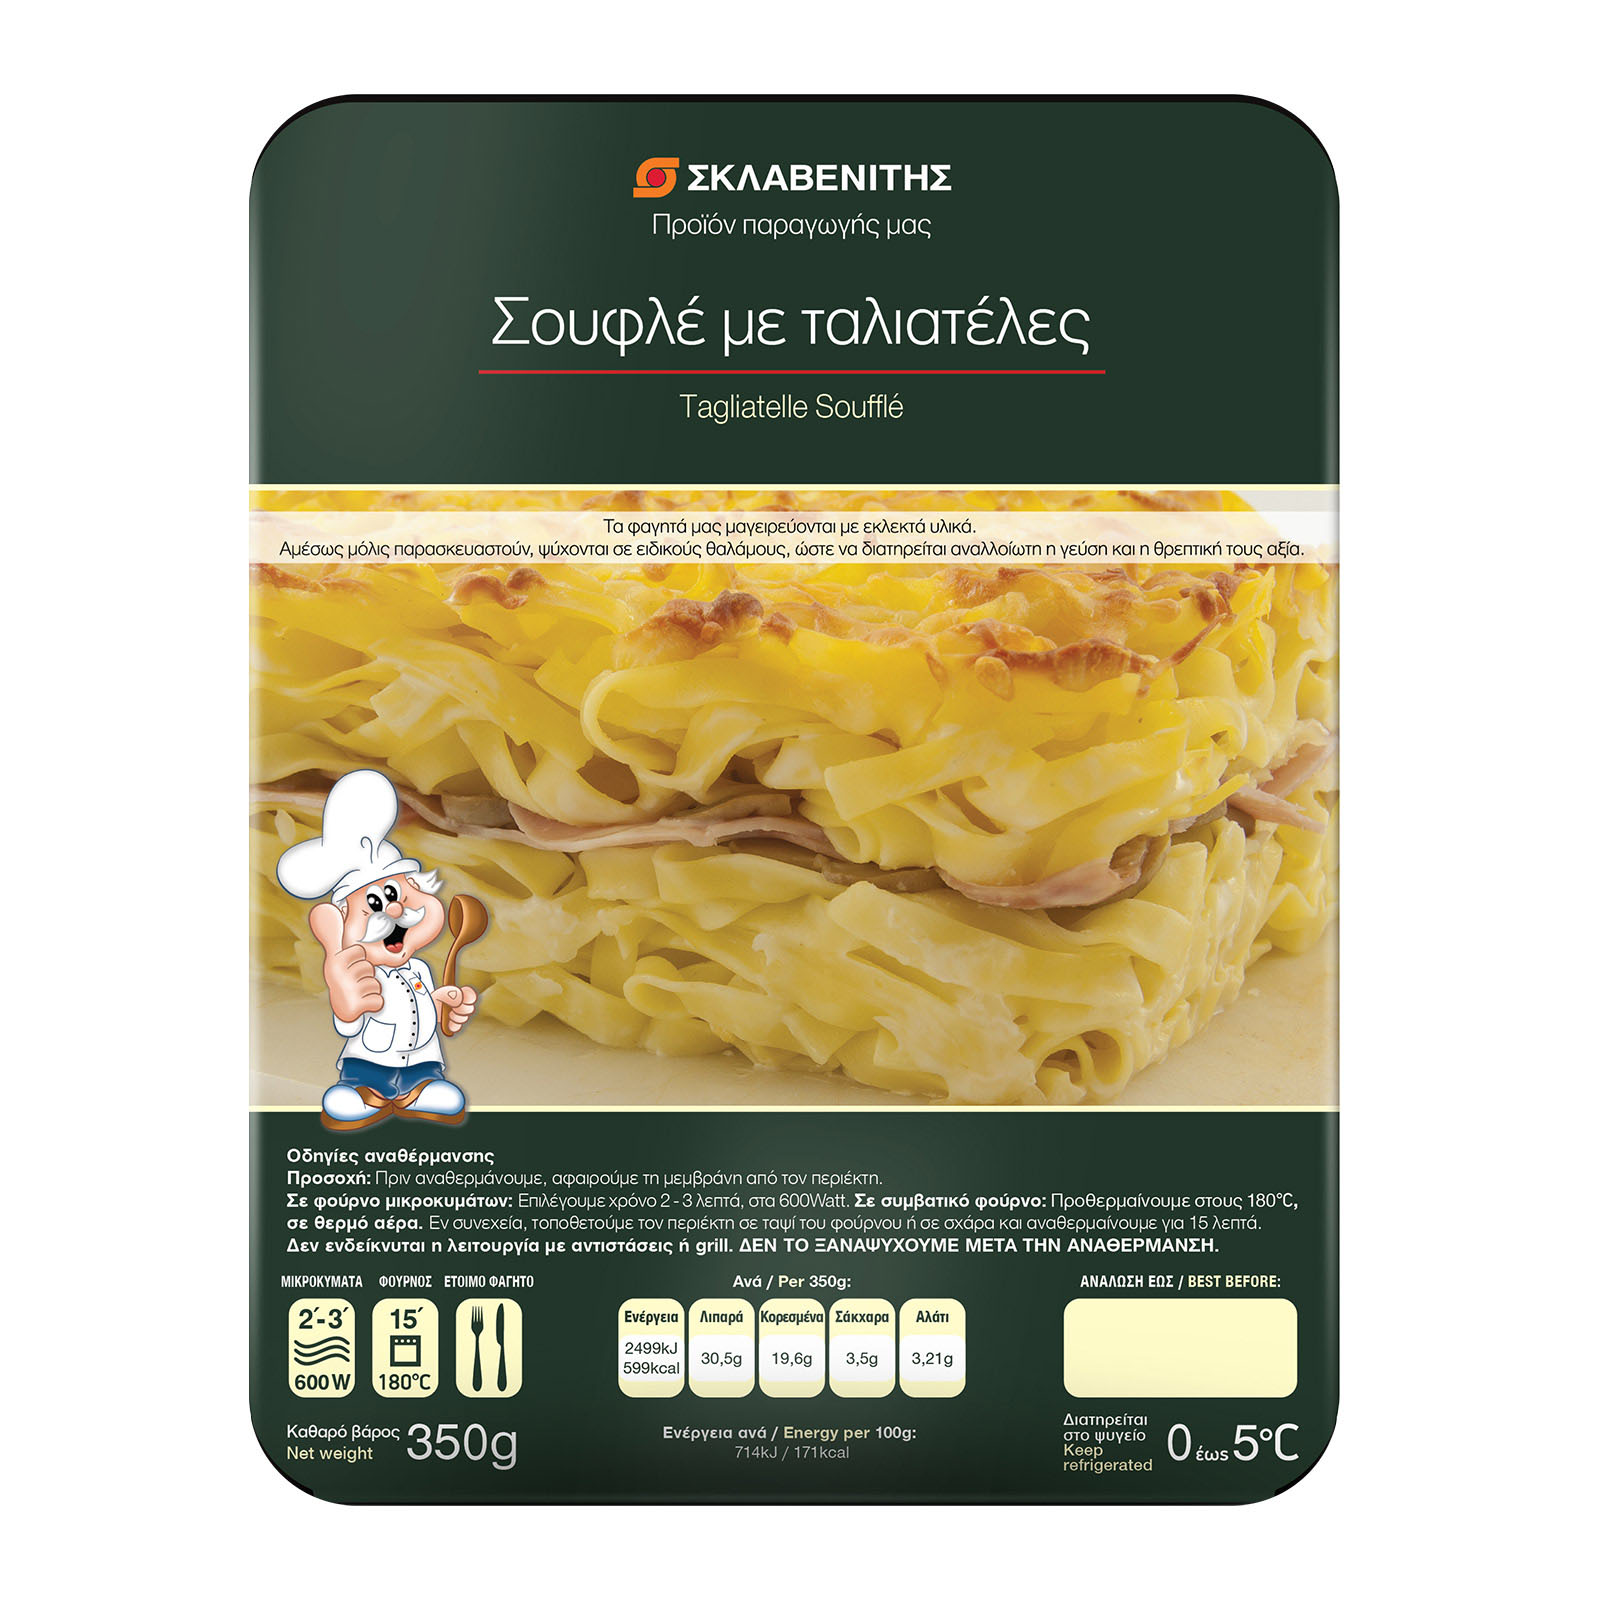 ΣΚΛΑΒΕΝΙΤΗΣ
Προϊόν παραγωγής μας
Σουφλέ με ταλιατέλες
Tagliatelle Soufflé
Τα φαγητά μας μαγειρεύονται με εκλεκτά υλικά.
Αμέσως μόλις παρασκευαστούν, ψύχονται σε ειδικούς θαλάμους, ώστε να διατηρείται αναλλοίωτη η γεύση και η θρεπτική τους αξία.
Οδηγίες αναθέρμανσης
Προσοχή: Πριν αναθερμάνουμε, αφαιρούμε τη μεμβράνη από τον περιέκτη.
Σε φούρνο μικροκυμάτων: Επιλέγουμε χρόνο 2 - 3 λεπτά, στα 600Watt. Σε συμβατικό φούρνο: Προθερμαίνουμε στους 180°C,
σε θερμό αέρα. Εν συνεχεία, τοποθετούμε τον περιέκτη σε ταψί του φούρνου ή σε σχάρα και αναθερμαίνουμε για 15 λεπτά.
Δεν ενδείκνυται η λειτουργία με αντιστάσεις ή grill. ΔΕΝ ΤΟ ΞΑΝΑΨΥΧΟΥΜΕ ΜΕΤΑ ΤΗΝ ΑΝΑΘΕΡΜΑΝΣΗ.
ΜΙΚΡΟΚΥΜΑΤΑ ΦΟΥΡΝΟΣ ΕΤΟΙΜΟ ΦΑΓΗΤΟ
2΄-3΄ 15΄
600W 180°C
Ανά / Per 350g:
Ενέργεια Λιπαρά Κορεσμένα Σάκχαρα Αλάτι
2499kJ
599kcal 30,5g 19,6g 3,5g 3,21g
ΑΝΑΛΩΣΗ ΕΩΣ / BEST BEFORE:
Καθαρό βάρος
Net weight 350g
Ενέργεια ανά / Energy per 100g:
714kJ / 171kcal
Διατηρείται
στο ψυγείο
Keep
refrigerated
0 έως 5°C